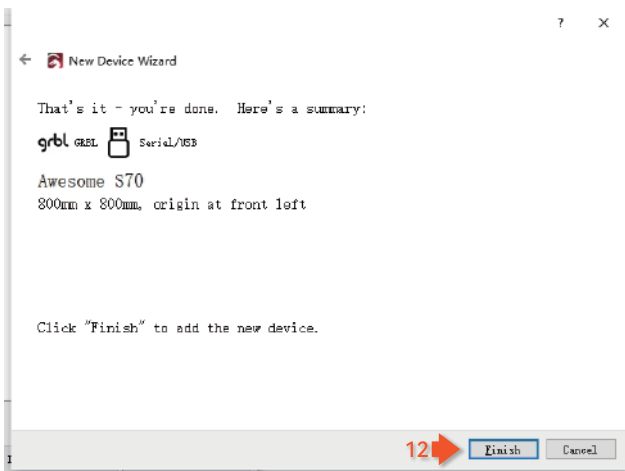 ? ×
← New Device Wizard
That's it - you're done. Here's a summary:
grbl GRBL Serial/USB
Awesome S70
800mm x 800mm, origin at front left
Click "Finish" to add the new device.
12 Finish Cancel